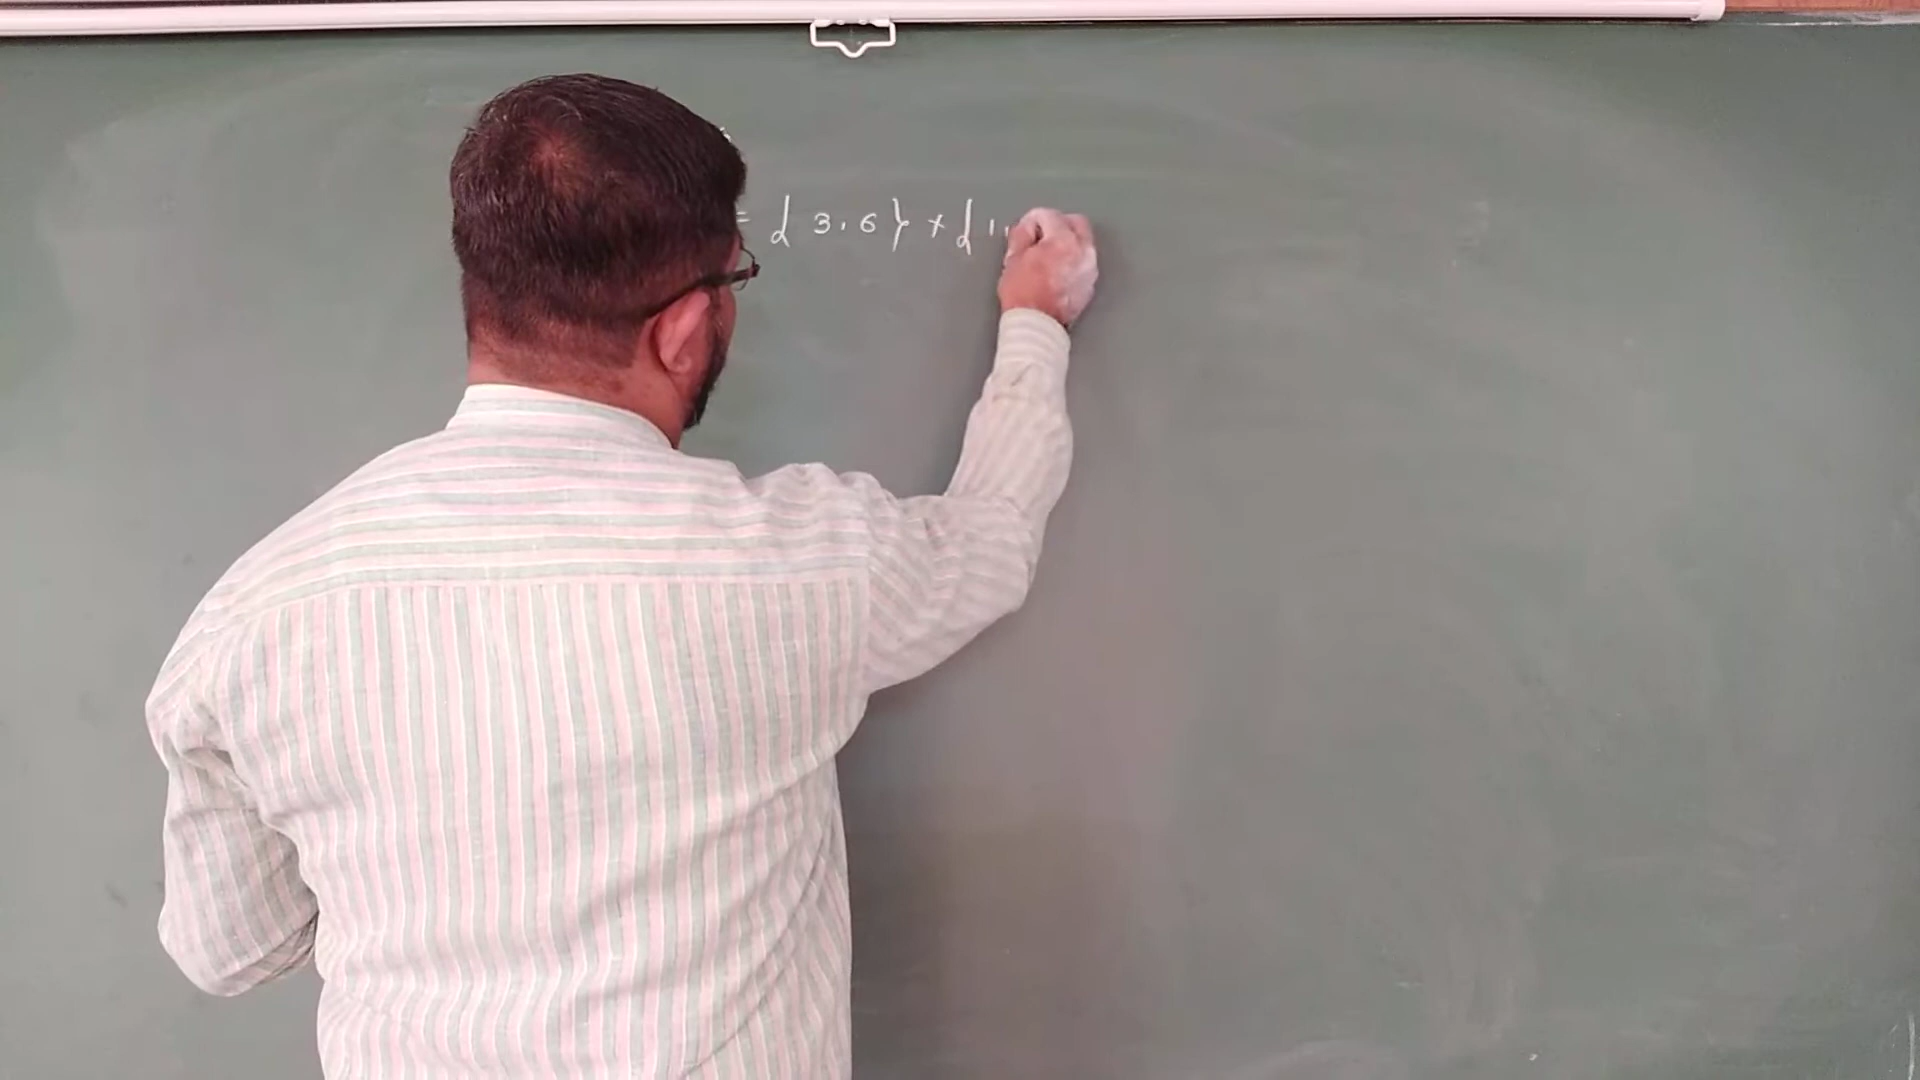 = { 3, 6 } × { 1,